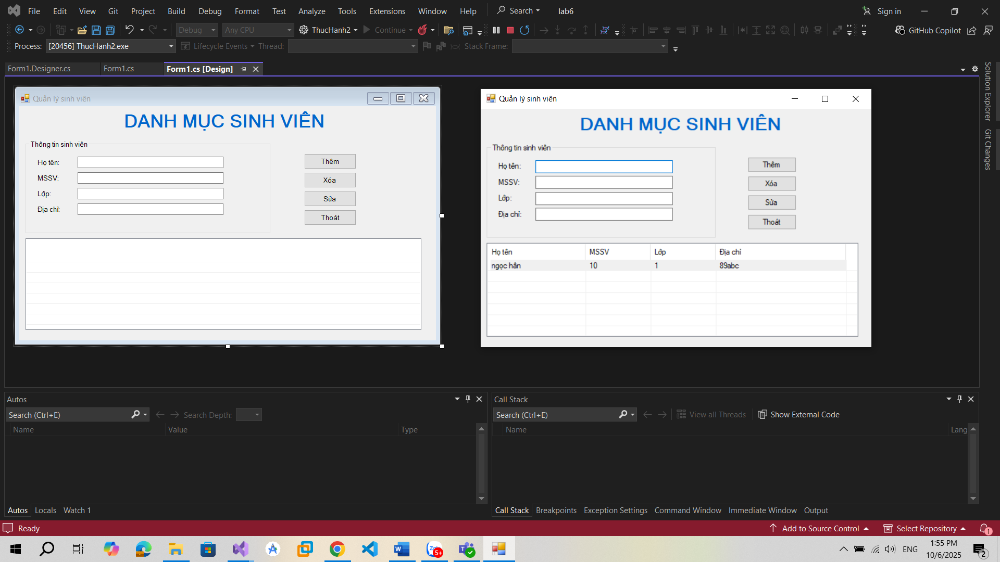 File Edit View Git Project Build Debug Format Test Analyze Tools Extensions Window Help Search lab6 Sign in
Debug Any CPU ThucHanh2 Continue GitHub Copilot
Process: [20456] ThucHanh2.exe Lifecycle Events Thread: Stack Frame:
Form1.Designer.cs Form1.cs Form1.cs [Design]
Solution Explorer
Git Changes
Quản lý sinh viên
DANH MỤC SINH VIÊN
Thông tin sinh viên
Họ tên:
MSSV:
Lớp:
Địa chỉ:
Thêm
Xóa
Sửa
Thoát
Quản lý sinh viên
DANH MỤC SINH VIÊN
Thông tin sinh viên
Họ tên:
MSSV:
Lớp:
Địa chỉ:
Thêm
Xóa
Sửa
Thoát
Họ tên MSSV Lớp Địa chỉ
ngọc hân 10 1 89abc
Autos
Search (Ctrl+E) Search Depth:
Name Value Type
Autos Locals Watch 1
Call Stack
Search (Ctrl+E) View all Threads Show External Code
Name Lang
Call Stack Breakpoints Exception Settings Command Window Immediate Window Output
Ready Add to Source Control Select Repository 1
5+ ENG 1:55 PM
10/6/2025 2